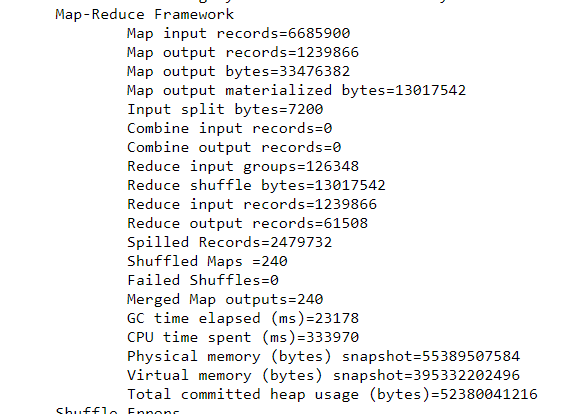 Map-Reduce Framework
Map input records=6685900
Map output records=1239866
Map output bytes=33476382
Map output materialized bytes=13017542
Input split bytes=7200
Combine input records=0
Combine output records=0
Reduce input groups=126348
Reduce shuffle bytes=13017542
Reduce input records=1239866
Reduce output records=61508
Spilled Records=2479732
Shuffled Maps =240
Failed Shuffles=0
Merged Map outputs=240
GC time elapsed (ms)=23178
CPU time spent (ms)=333970
Physical memory (bytes) snapshot=55389507584
Virtual memory (bytes) snapshot=395332202496
Total committed heap usage (bytes)=52380041216
Shuffle Errors